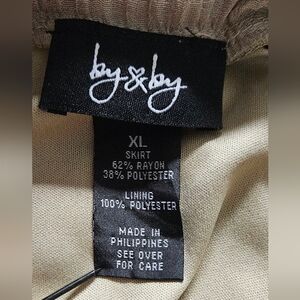 by & by
XL
SKIRT
62% RAYON
38% POLYESTER
LINING
100% POLYESTER
MADE IN
PHILIPPINES
SEE OVER
FOR CARE